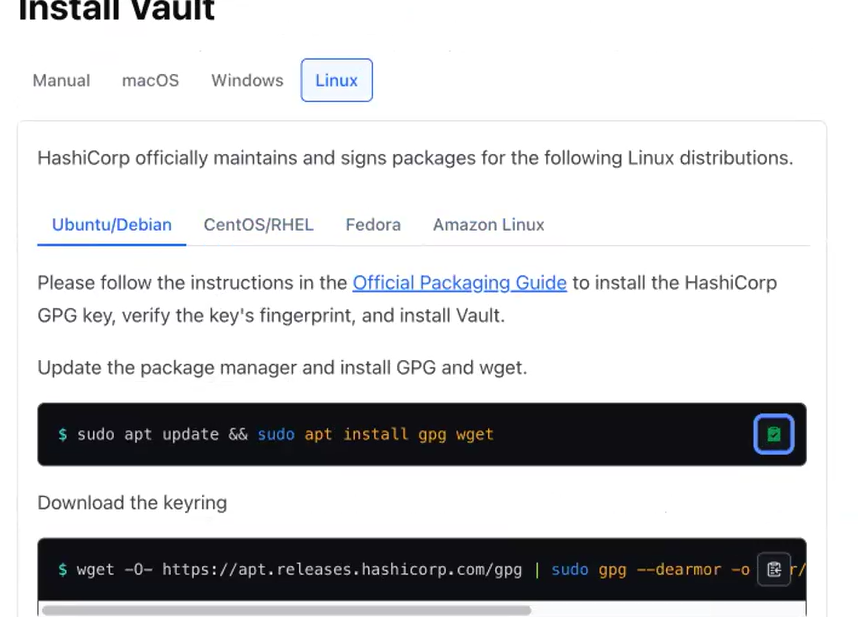 Install Vault
Manual macOS Windows Linux
HashiCorp officially maintains and signs packages for the following Linux distributions.
Ubuntu/Debian CentOS/RHEL Fedora Amazon Linux
Please follow the instructions in the Official Packaging Guide to install the HashiCorp
GPG key, verify the key's fingerprint, and install Vault.
Update the package manager and install GPG and wget.
$ sudo apt update && sudo apt install gpg wget
Download the keyring
$ wget -O- https://apt.releases.hashicorp.com/gpg | sudo gpg --dearmor -o r/